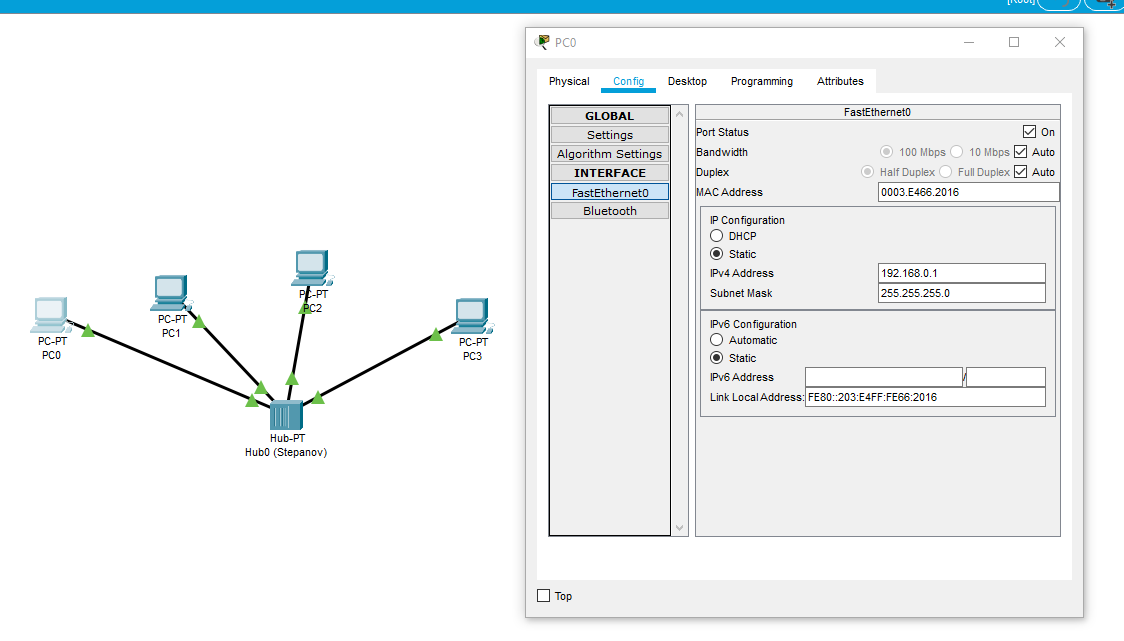 [Root]
PC0
Physical Config Desktop Programming Attributes
GLOBAL
Settings
Algorithm Settings
INTERFACE
FastEthernet0
Bluetooth
FastEthernet0
Port Status On
Bandwidth 100 Mbps 10 Mbps Auto
Duplex Half Duplex Full Duplex Auto
MAC Address 0003.E466.2016
IP Configuration
DHCP
Static
IPv4 Address 192.168.0.1
Subnet Mask 255.255.255.0
IPv6 Configuration
Automatic
Static
IPv6 Address /
Link Local Address: FE80::203:E4FF:FE66:2016
Top
PC-PT
PC0
PC-PT
PC1
PC-PT
PC2
PC-PT
PC3
Hub-PT
Hub0 (Stepanov)